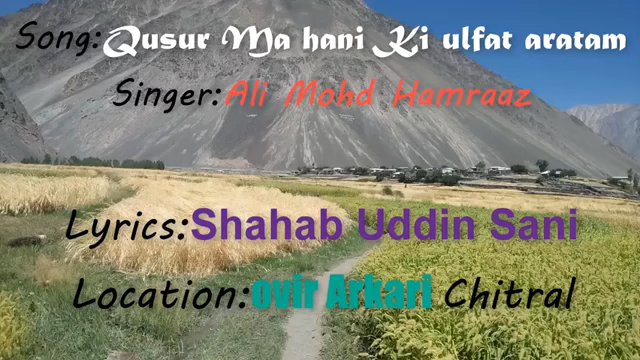 Song:Qusur Ma hani Ki ulfat aratam
Singer:Ali Mohd Hamraaz
Lyrics:Shahab Uddin Sani
Location:ovir Arkari Chitral